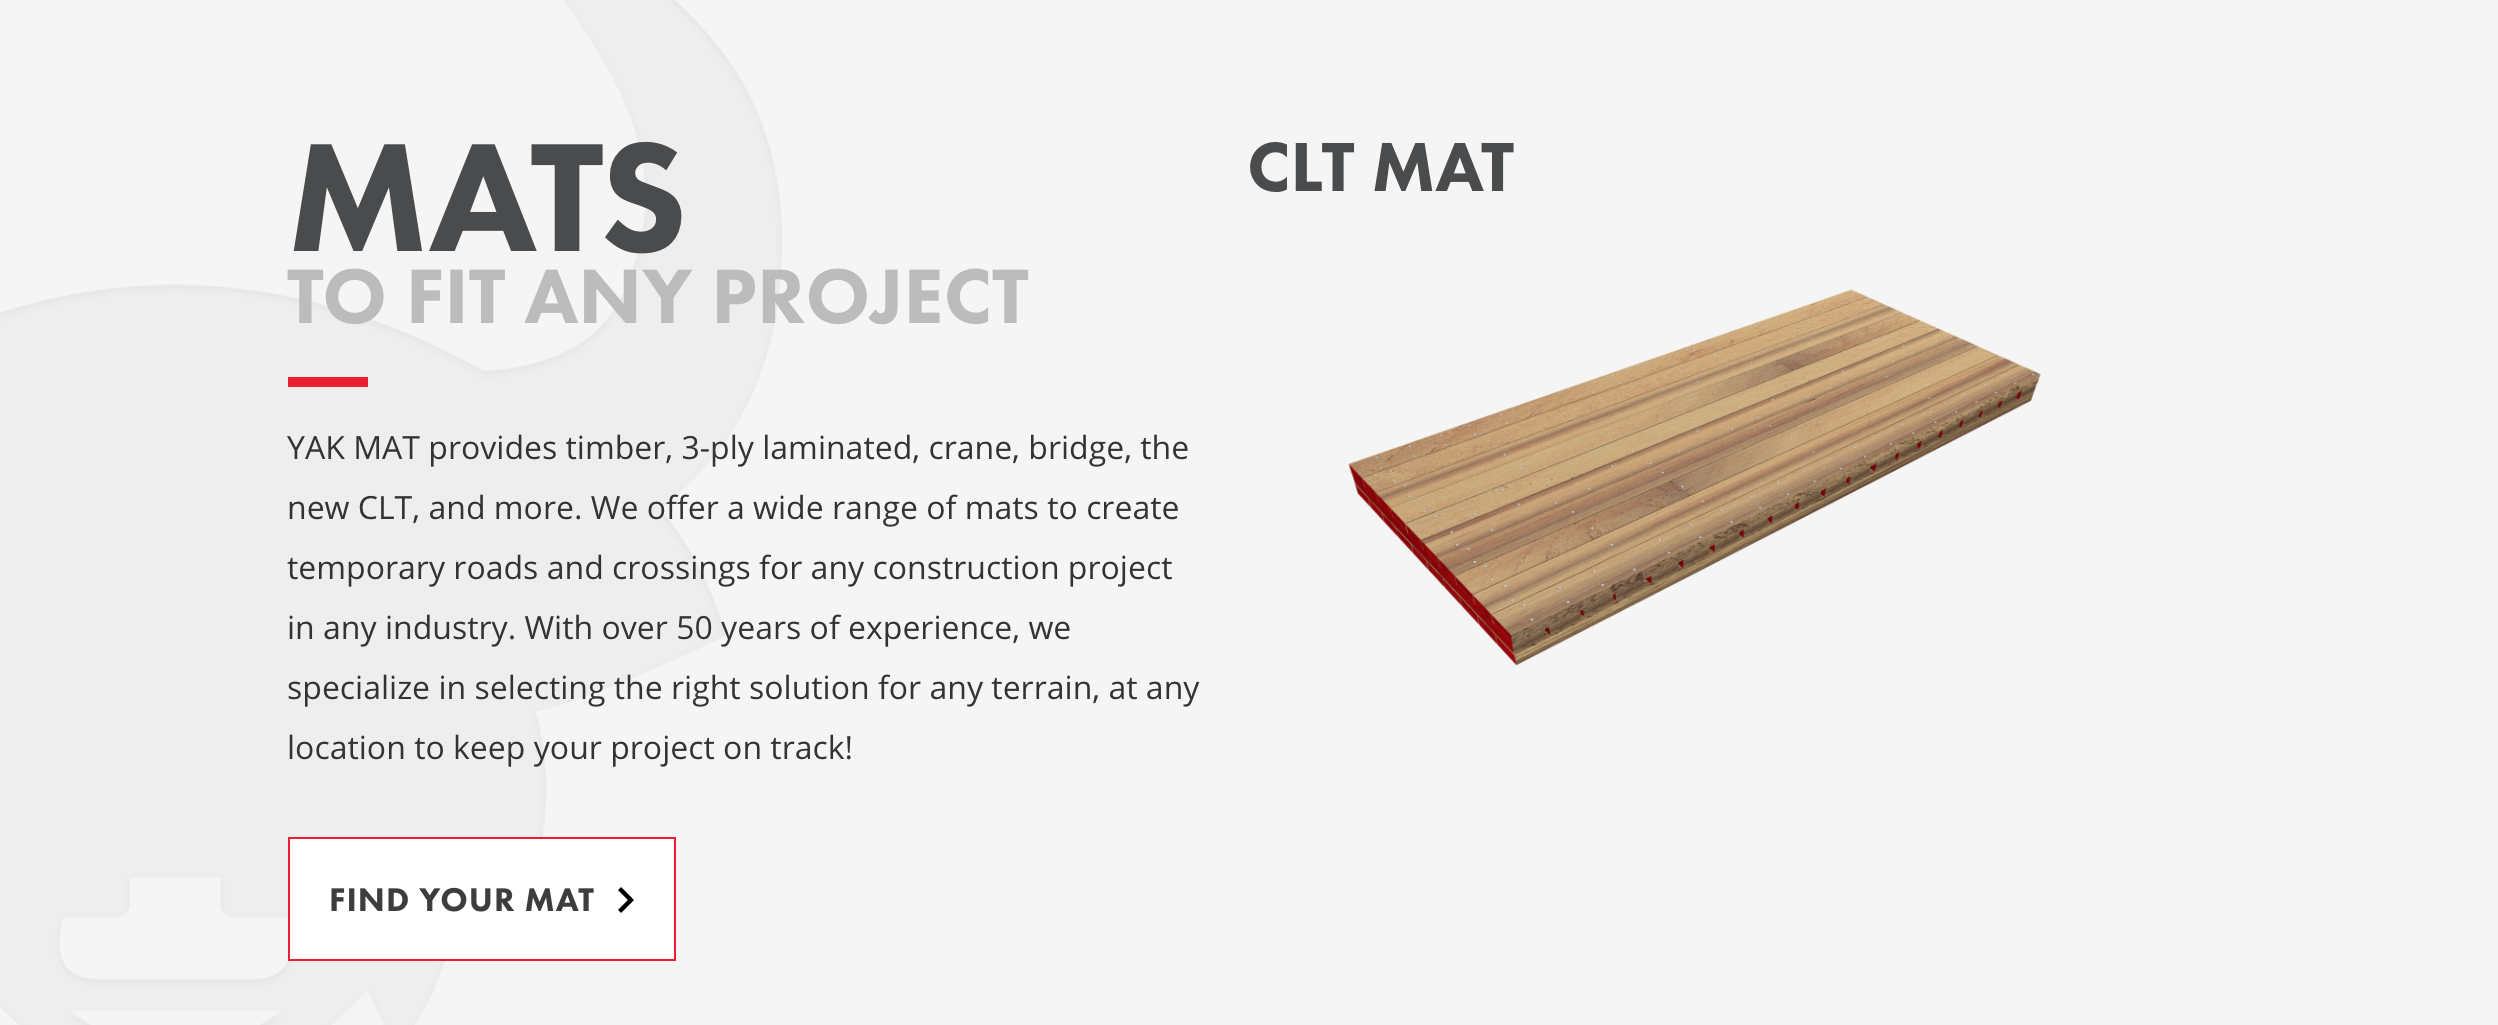 MATS
TO FIT ANY PROJECT
YAK MAT provides timber, 3-ply laminated, crane, bridge, the
new CLT, and more. We offer a wide range of mats to create
temporary roads and crossings for any construction project
in any industry. With over 50 years of experience, we
specialize in selecting the right solution for any terrain, at any
location to keep your project on track!
FIND YOUR MAT
CLT MAT